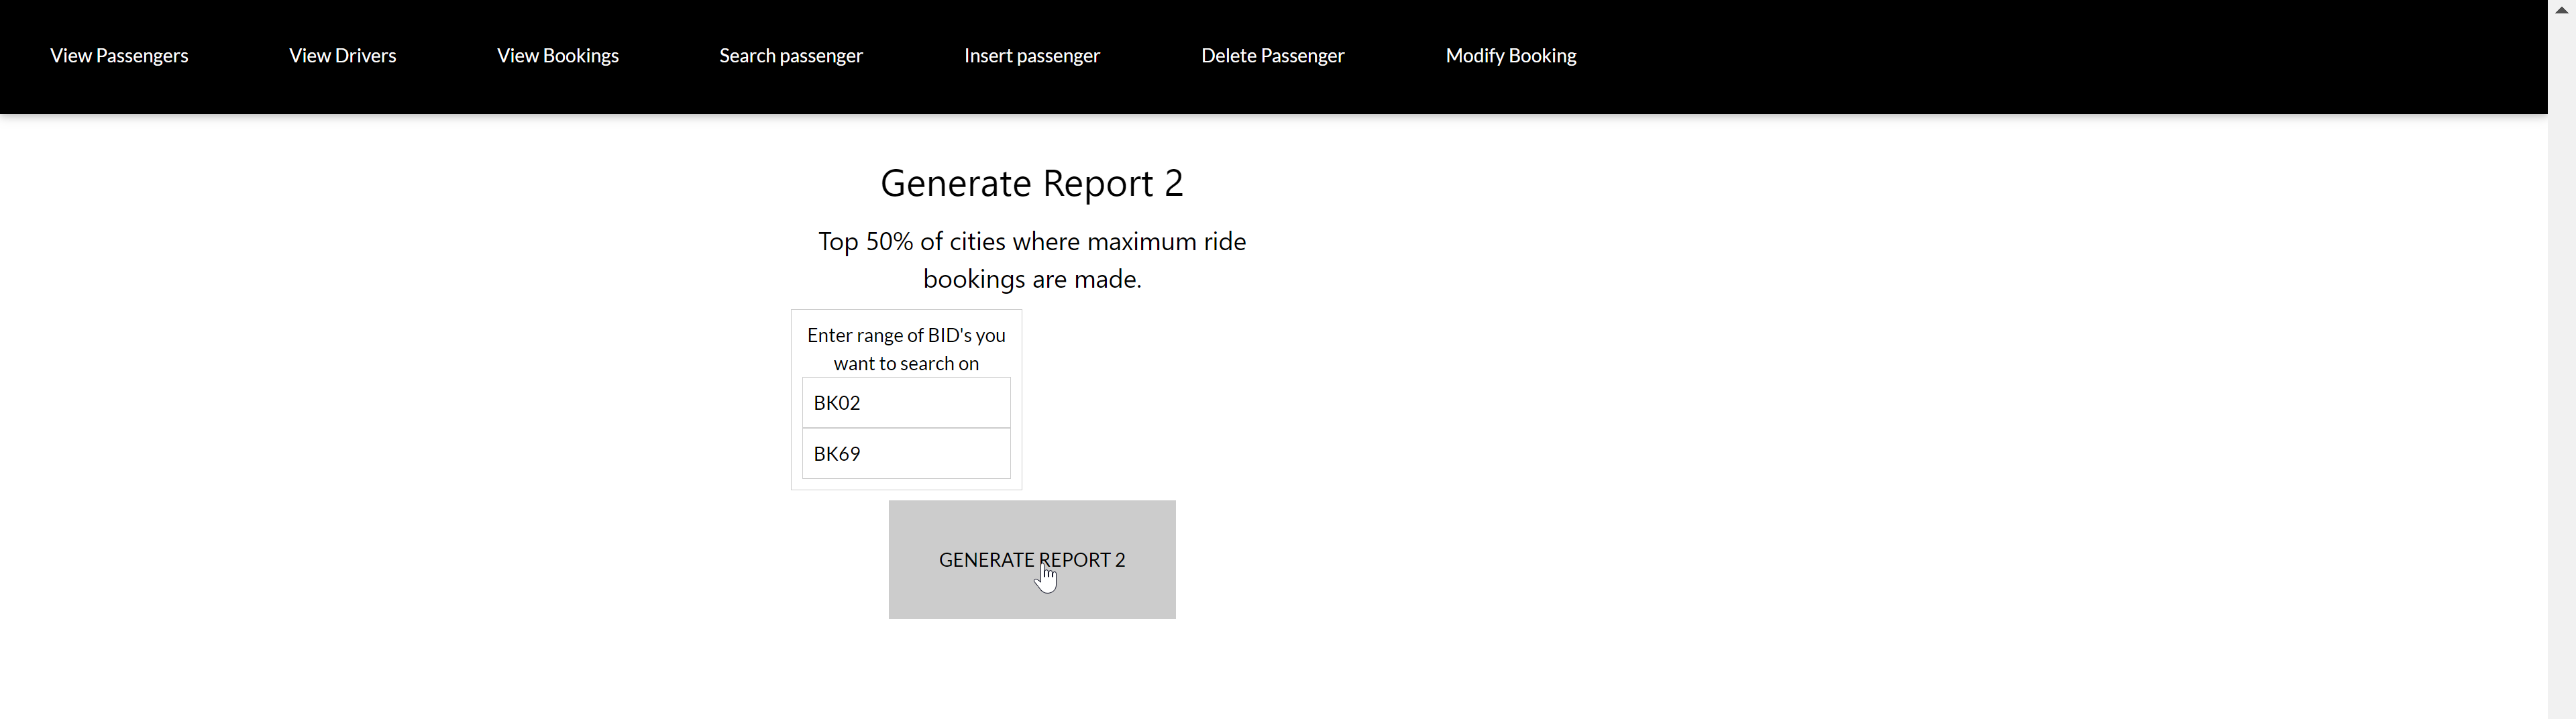 View Passengers View Drivers View Bookings Search passenger Insert passenger Delete Passenger Modify Booking
Generate Report 2
Top 50% of cities where maximum ride
bookings are made.
Enter range of BID's you
want to search on
BK02
BK69
GENERATE REPORT 2